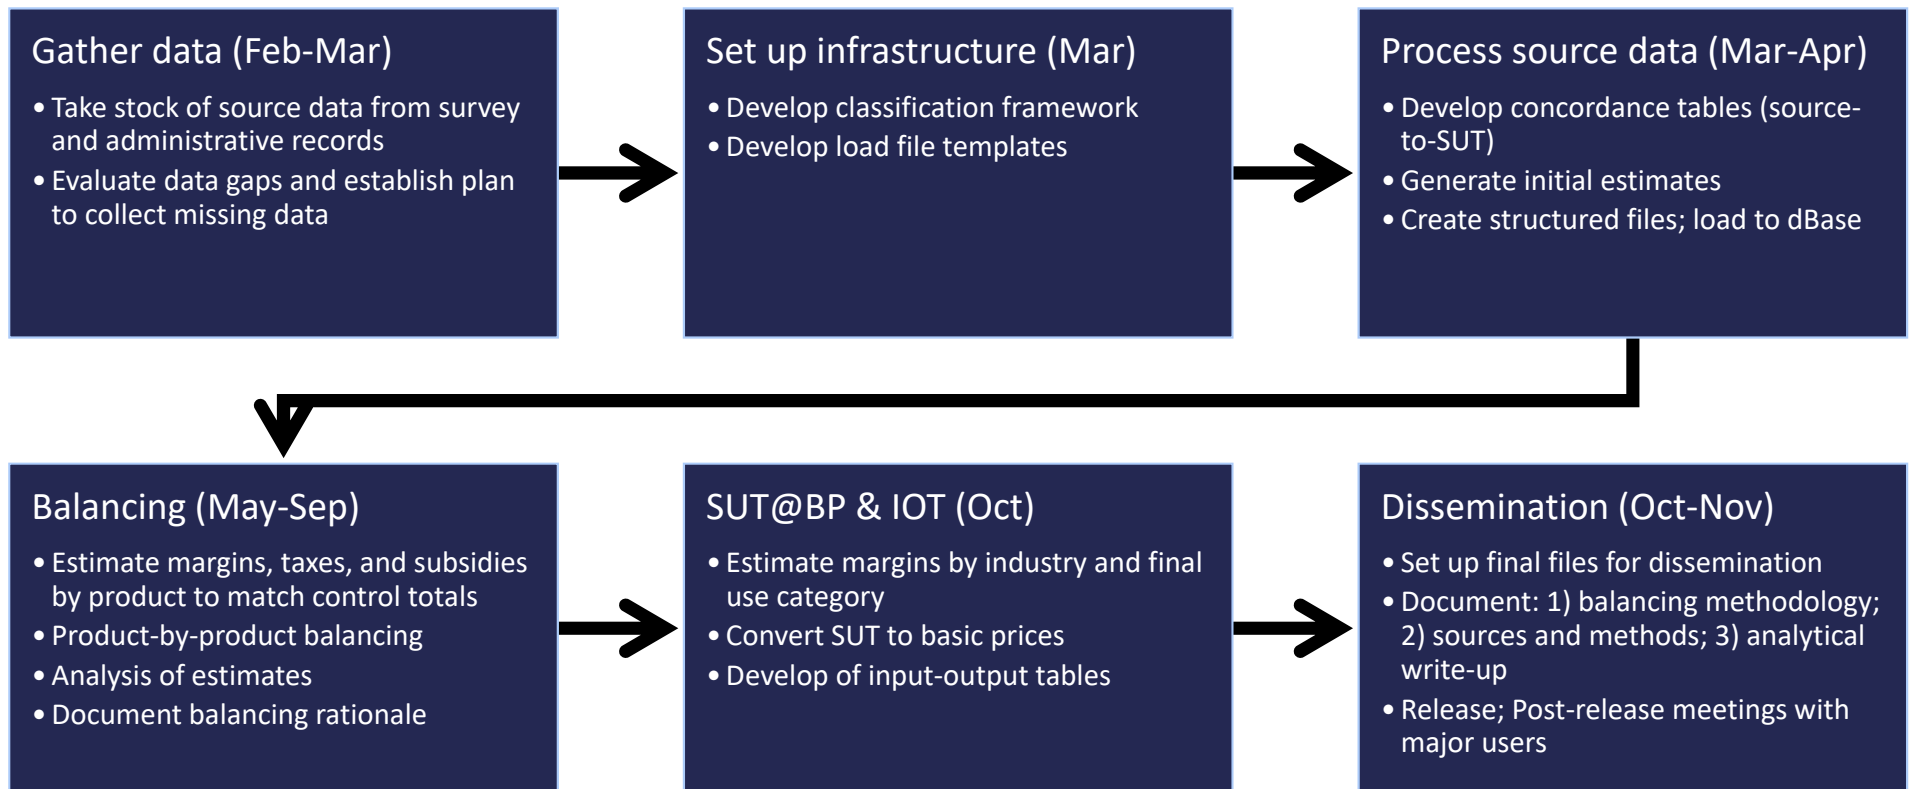 Gather data (Feb-Mar)
• Take stock of source data from survey
and administrative records
• Evaluate data gaps and establish plan
to collect missing data
Set up infrastructure (Mar)
• Develop classification framework
• Develop load file templates
Process source data (Mar-Apr)
• Develop concordance tables (source-
to-SUT)
• Generate initial estimates
• Create structured files; load to dBase
Balancing (May-Sep)
• Estimate margins, taxes, and subsidies
by product to match control totals
• Product-by-product balancing
• Analysis of estimates
• Document balancing rationale
SUT@BP & IOT (Oct)
• Estimate margins by industry and final
use category
• Convert SUT to basic prices
• Develop of input-output tables
Dissemination (Oct-Nov)
• Set up final files for dissemination
• Document: 1) balancing methodology;
2) sources and methods; 3) analytical
write-up
• Release; Post-release meetings with
major users